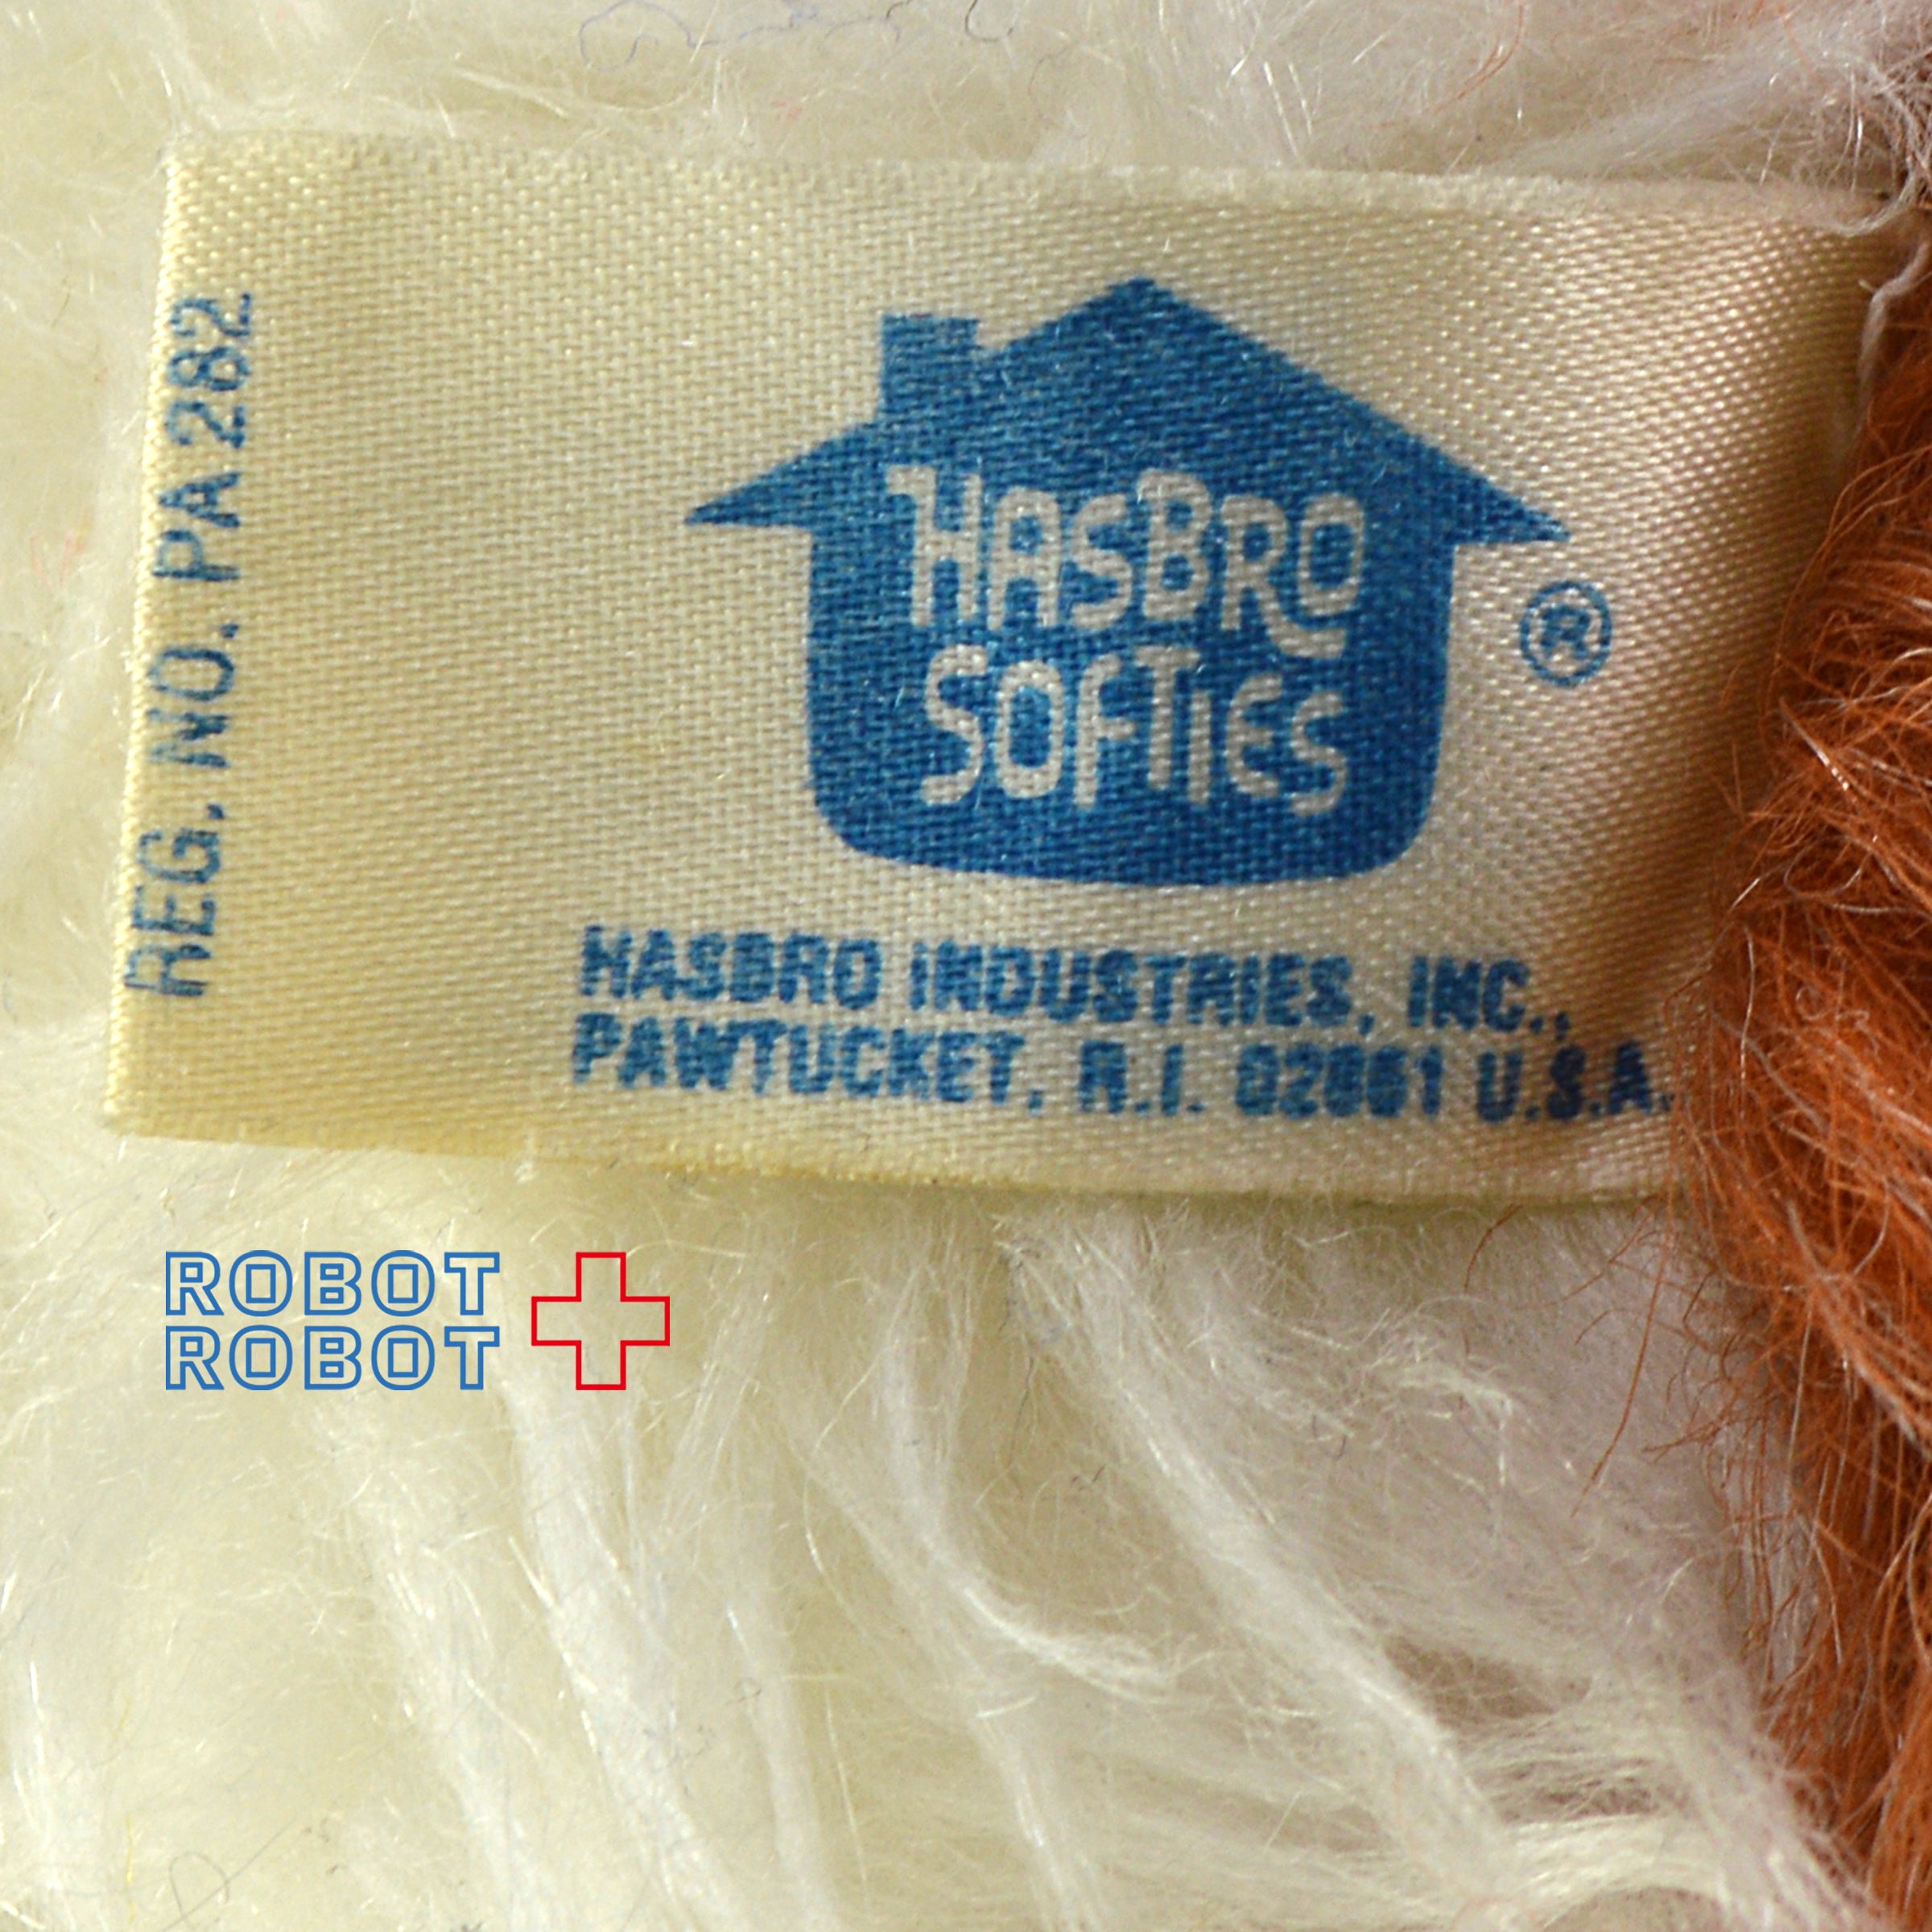 REG. NO. PA 282
HASBRO
SOFTIES
®
HASBRO INDUSTRIES, INC.,
PAWTUCKET, R.I. 02861 U.S.A.
ROBOT
ROBOT